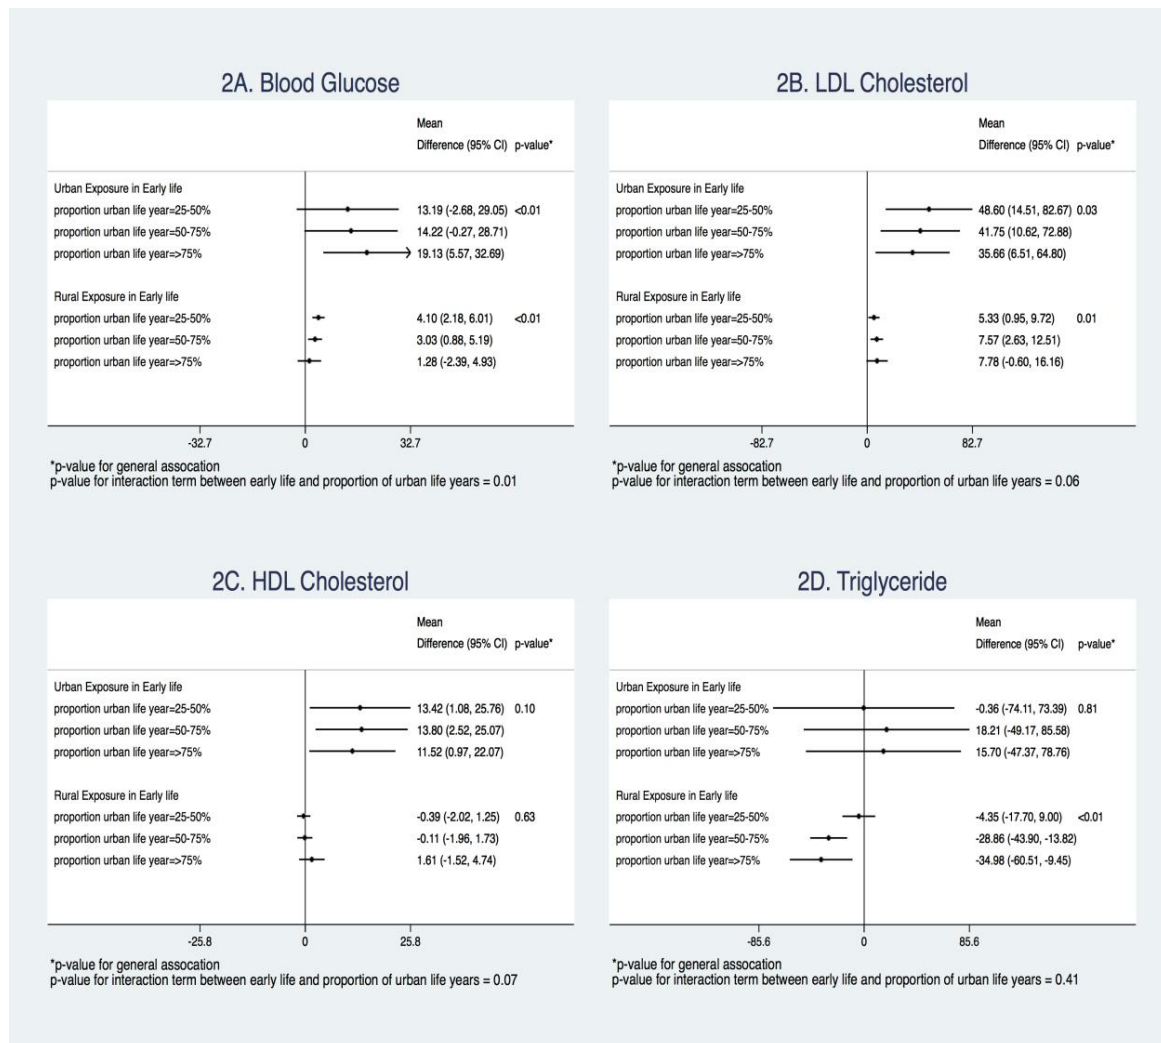 2A. Blood Glucose
Mean
Difference (95% CI) p-value*
Urban Exposure in Early life
proportion urban life year=25-50% 13.19 (-2.68, 29.05) <0.01
proportion urban life year=50-75% 14.22 (-0.27, 28.71)
proportion urban life year=>75% 19.13 (5.57, 32.69)
Rural Exposure in Early life
proportion urban life year=25-50% 4.10 (2.18, 6.01) <0.01
proportion urban life year=50-75% 3.03 (0.88, 5.19)
proportion urban life year=>75% 1.28 (-2.39, 4.93)
-32.7 0 32.7
*p-value for general assocation
p-value for interaction term between early life and proportion of urban life years = 0.01
2B. LDL Cholesterol
Mean
Difference (95% CI) p-value*
Urban Exposure in Early life
proportion urban life year=25-50% 48.60 (14.51, 82.67) 0.03
proportion urban life year=50-75% 41.75 (10.62, 72.88)
proportion urban life year=>75% 35.66 (6.51, 64.80)
Rural Exposure in Early life
proportion urban life year=25-50% 5.33 (0.95, 9.72) 0.01
proportion urban life year=50-75% 7.57 (2.63, 12.51)
proportion urban life year=>75% 7.78 (-0.60, 16.16)
-82.7 0 82.7
*p-value for general assocation
p-value for interaction term between early life and proportion of urban life years = 0.06
2C. HDL Cholesterol
Mean
Difference (95% CI) p-value*
Urban Exposure in Early life
proportion urban life year=25-50% 13.42 (1.08, 25.76) 0.10
proportion urban life year=50-75% 13.80 (2.52, 25.07)
proportion urban life year=>75% 11.52 (0.97, 22.07)
Rural Exposure in Early life
proportion urban life year=25-50% -0.39 (-2.02, 1.25) 0.63
proportion urban life year=50-75% -0.11 (-1.96, 1.73)
proportion urban life year=>75% 1.61 (-1.52, 4.74)
-25.8 0 25.8
*p-value for general assocation
p-value for interaction term between early life and proportion of urban life years = 0.07
2D. Triglyceride
Mean
Difference (95% CI) p-value*
Urban Exposure in Early life
proportion urban life year=25-50% -0.36 (-74.11, 73.39) 0.81
proportion urban life year=50-75% 18.21 (-49.17, 85.58)
proportion urban life year=>75% 15.70 (-47.37, 78.76)
Rural Exposure in Early life
proportion urban life year=25-50% -4.35 (-17.70, 9.00) <0.01
proportion urban life year=50-75% -28.86 (-43.90, -13.82)
proportion urban life year=>75% -34.98 (-60.51, -9.45)
-85.6 0 85.6
*p-value for general assocation
p-value for interaction term between early life and proportion of urban life years = 0.41